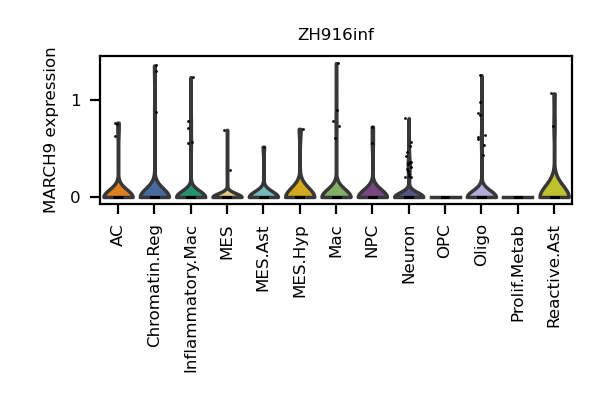 ZH916inf
MARCH9 expression
1
0
AC
Chromatin.Reg
Inflammatory.Mac
MES
MES.Ast
MES.Hyp
Mac
NPC
Neuron
OPC
Oligo
Prolif.Metab
Reactive.Ast